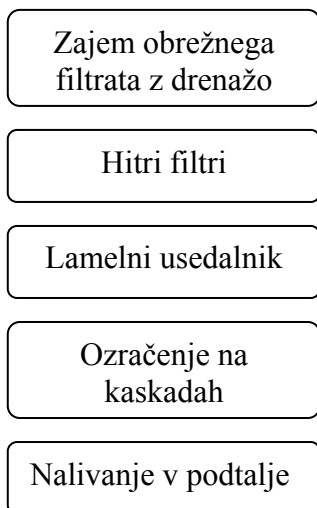 Zajem obrežnega
filtrata z drenažo
Hitri filtri
Lamelni usedalnik
Ozračenje na
kaskadah
Nalivanje v podtalje